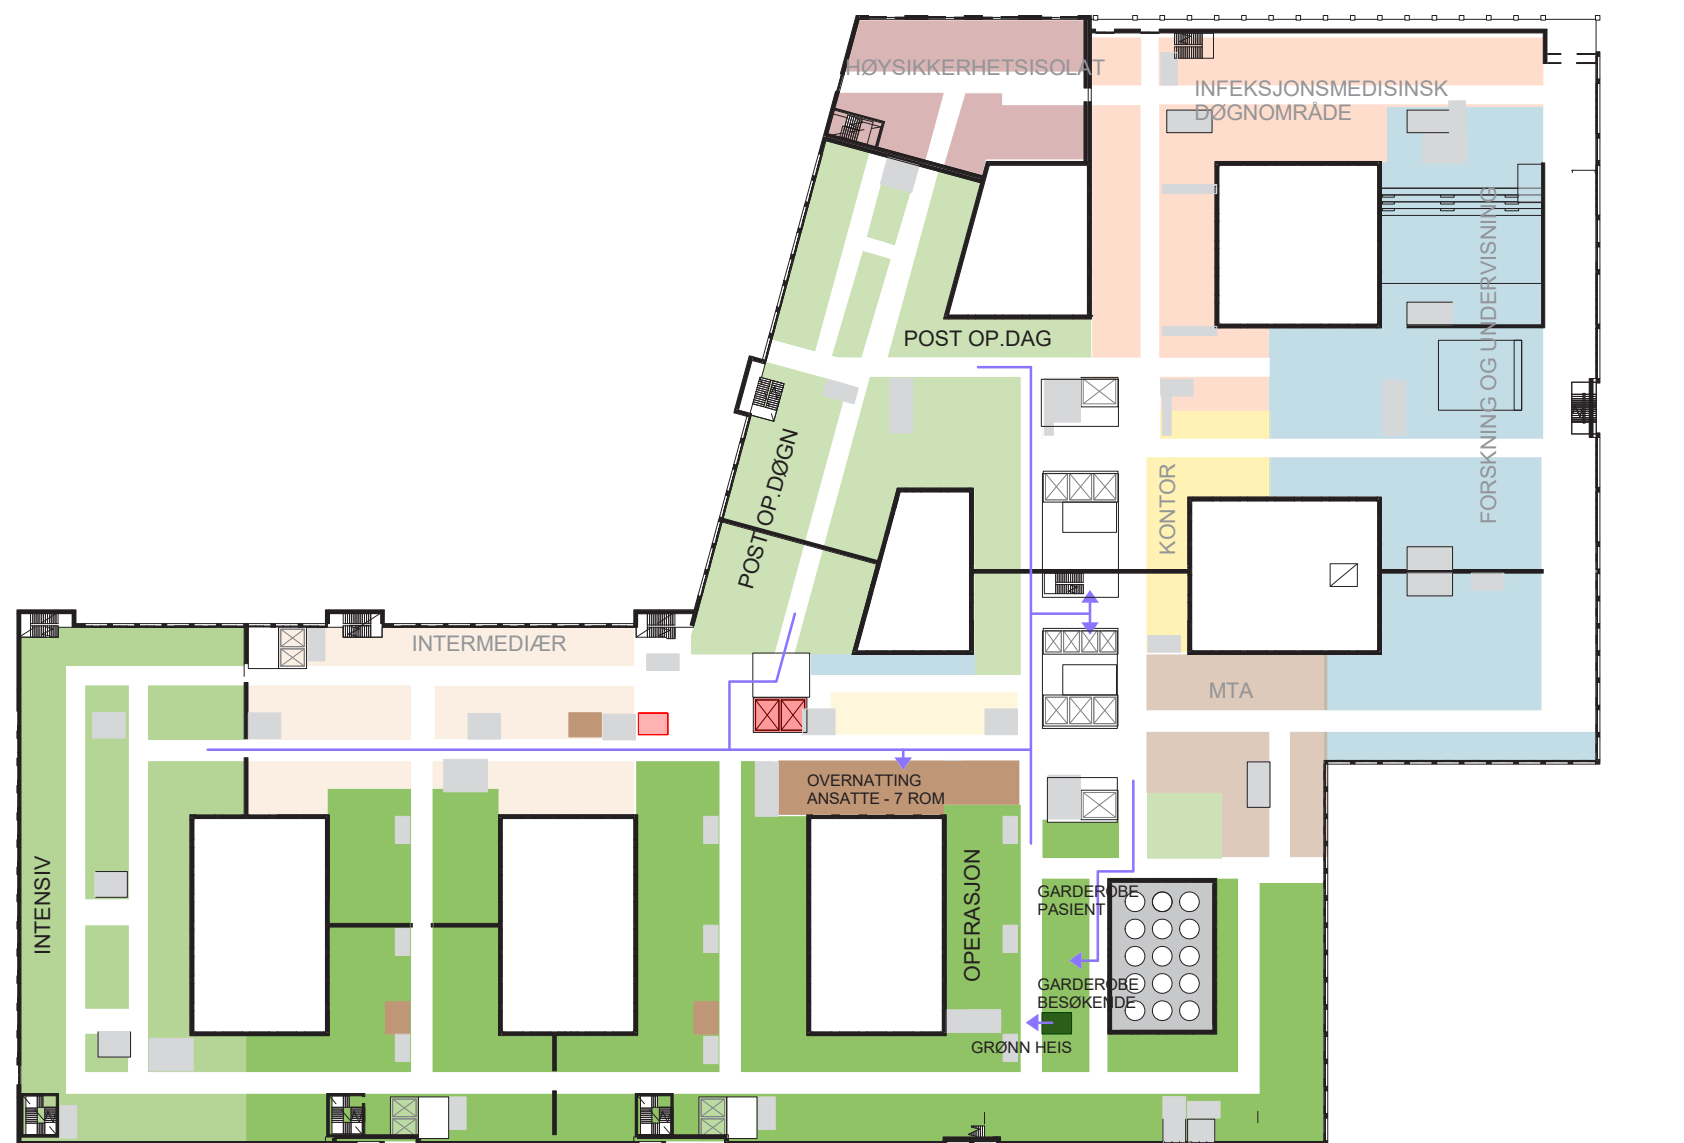 HØYSIKKERHETSISOLAT
INFEKSJONSMEDISINSK
DØGNOMRÅDE
POST OP.DAG
FORSKNING OG UNDERVISNING
POST OP.DØGN
KONTOR
INTERMEDIÆR
MTA
OVERNATTING
ANSATTE - 7 ROM
INTENSIV
OPERASJON
GARDEROBE
PASIENT
GARDEROBE
BESØKENDE
GRØNN HEIS